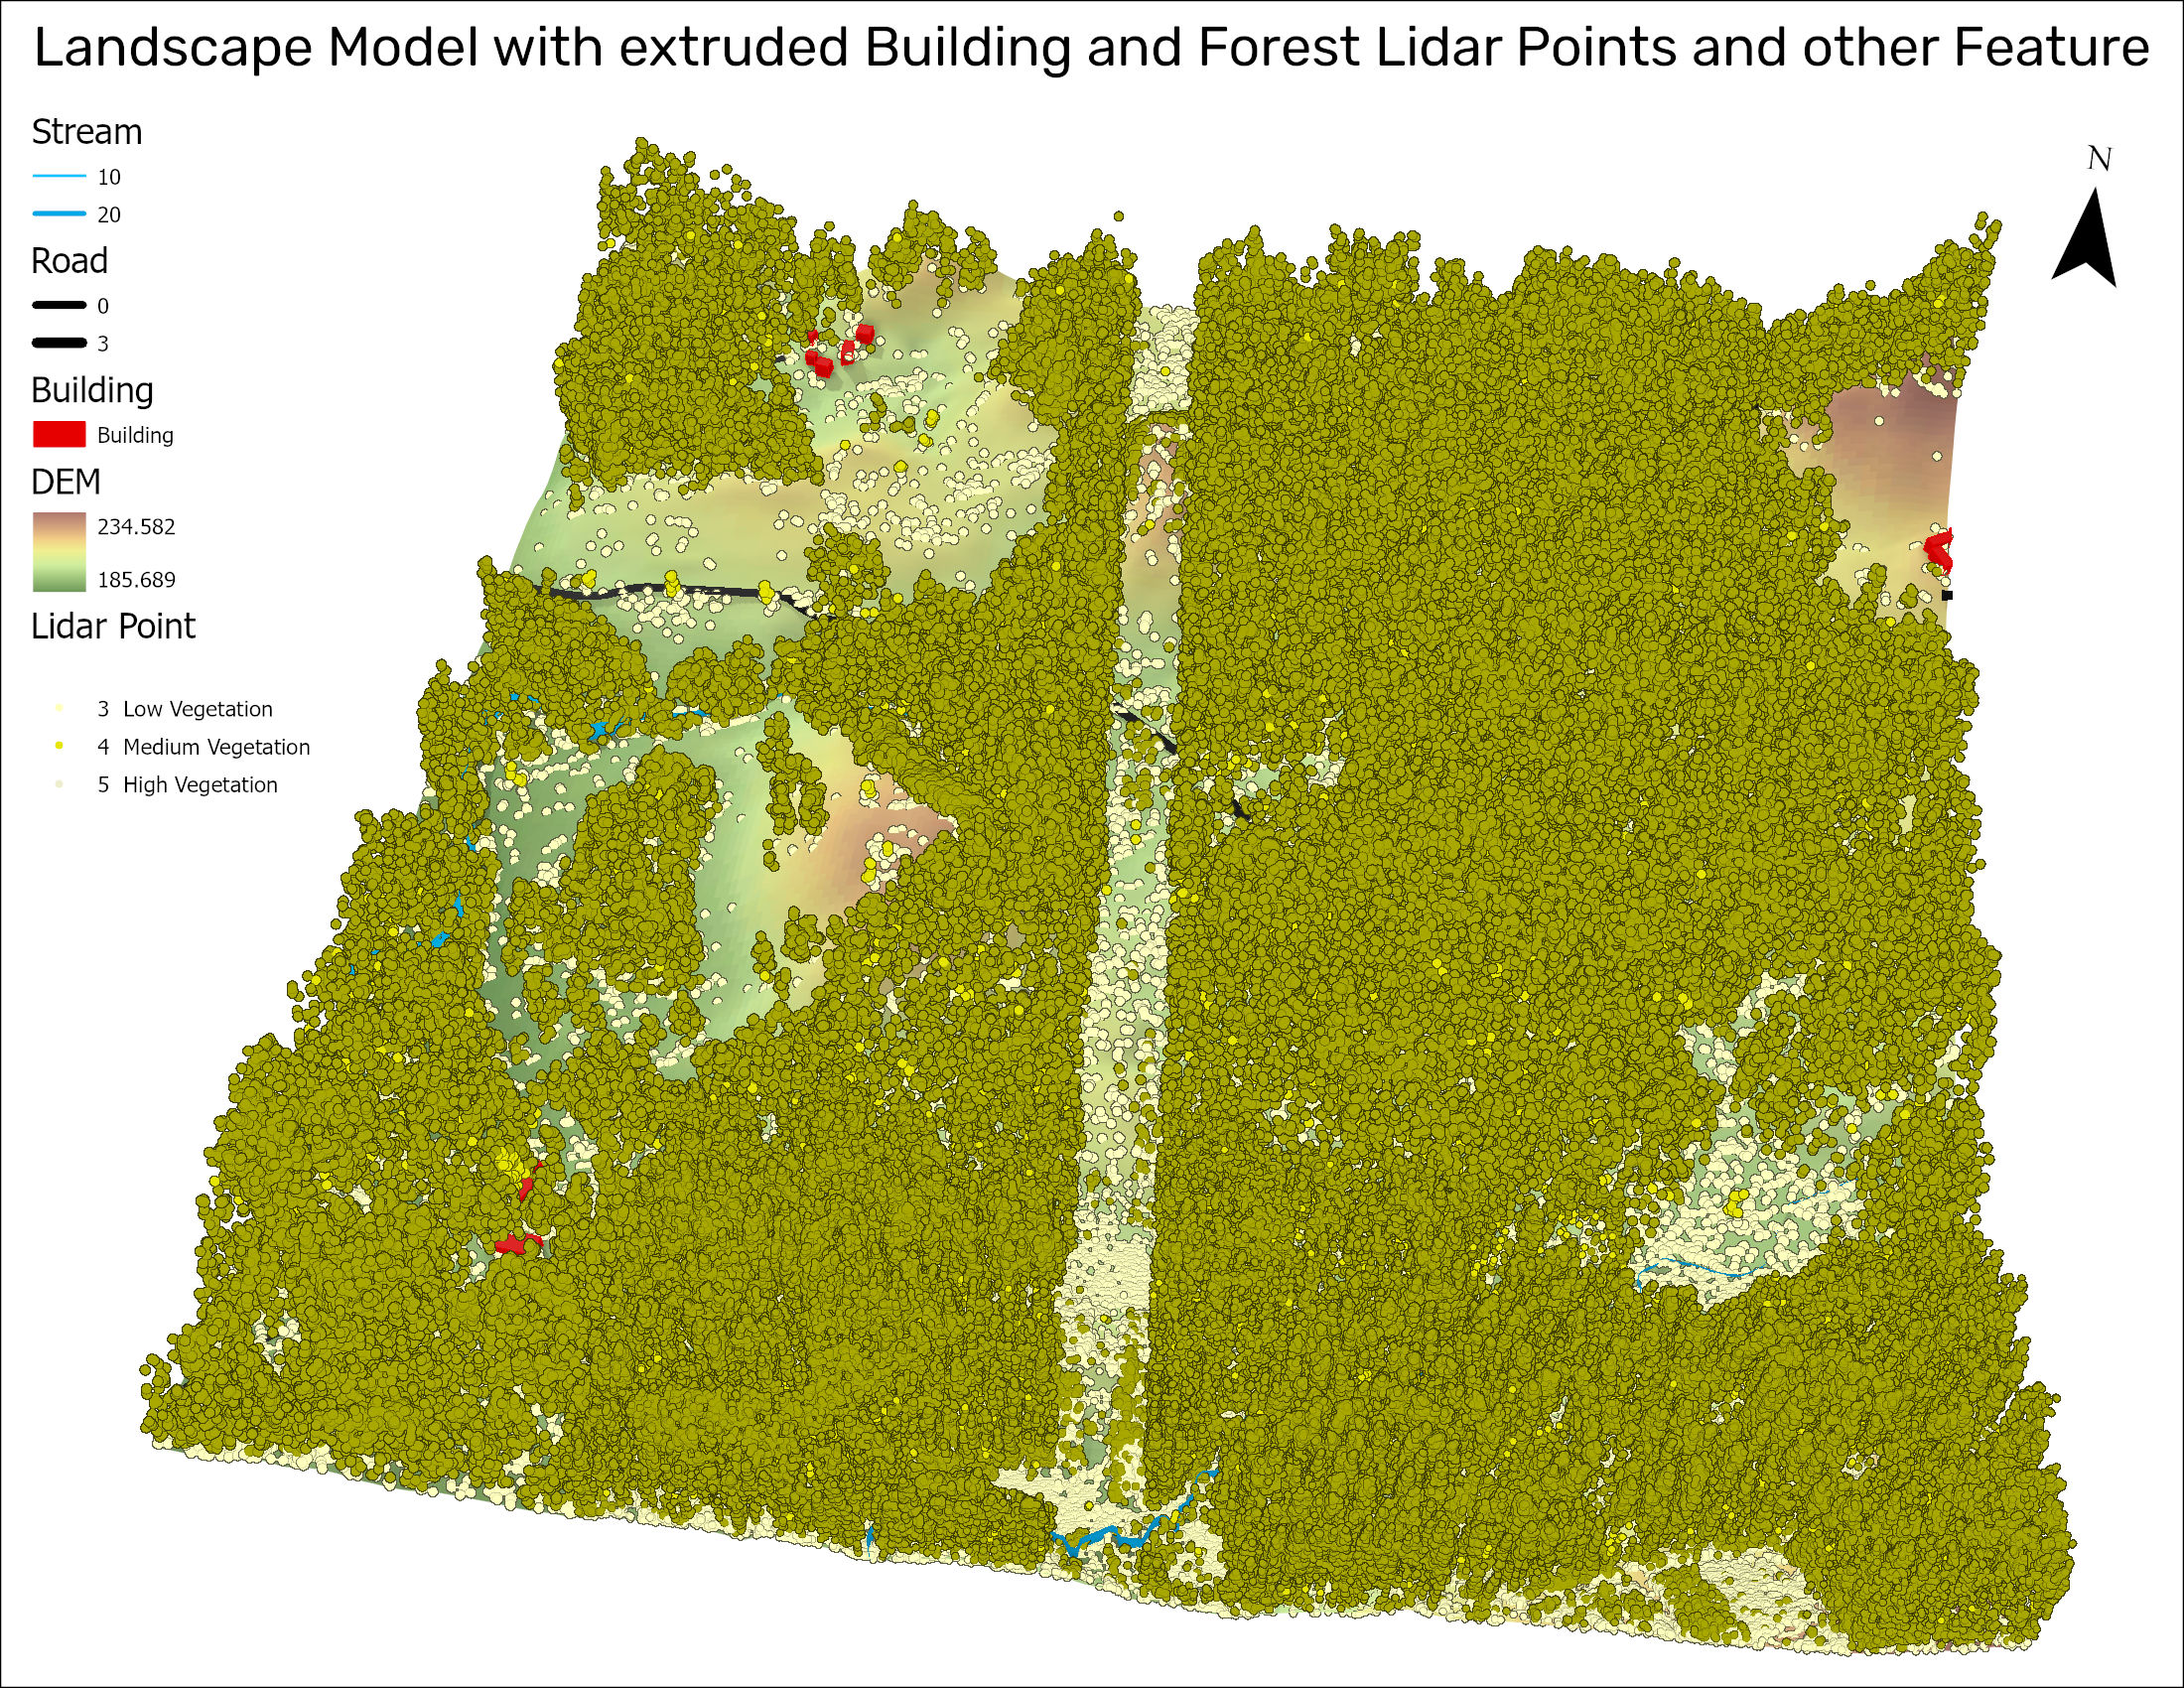 Landscape Model with extruded Building and Forest Lidar Points and other Feature
Stream
10
20
Road
0
3
Building
Building
DEM
234.582
185.689
Lidar Point
3 Low Vegetation
4 Medium Vegetation
5 High Vegetation
N